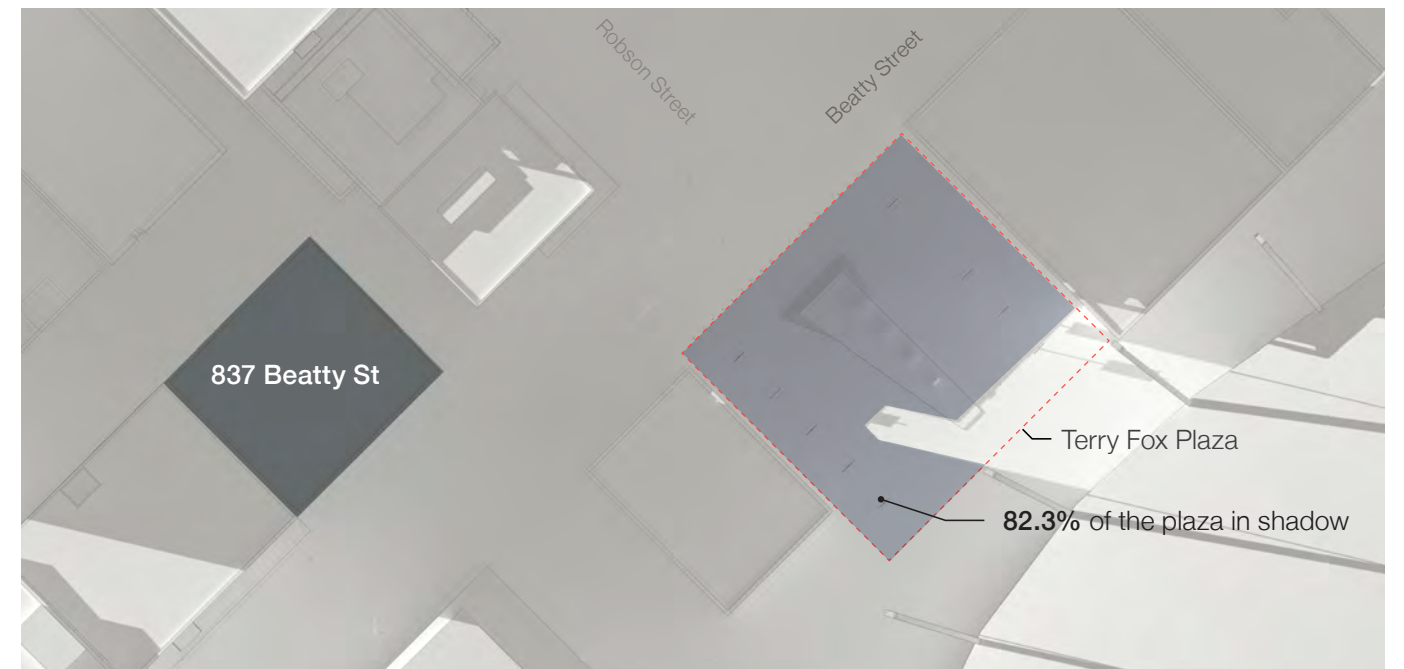 Robson Street
Beatty Street
837 Beatty St
Terry Fox Plaza
82.3% of the plaza in shadow